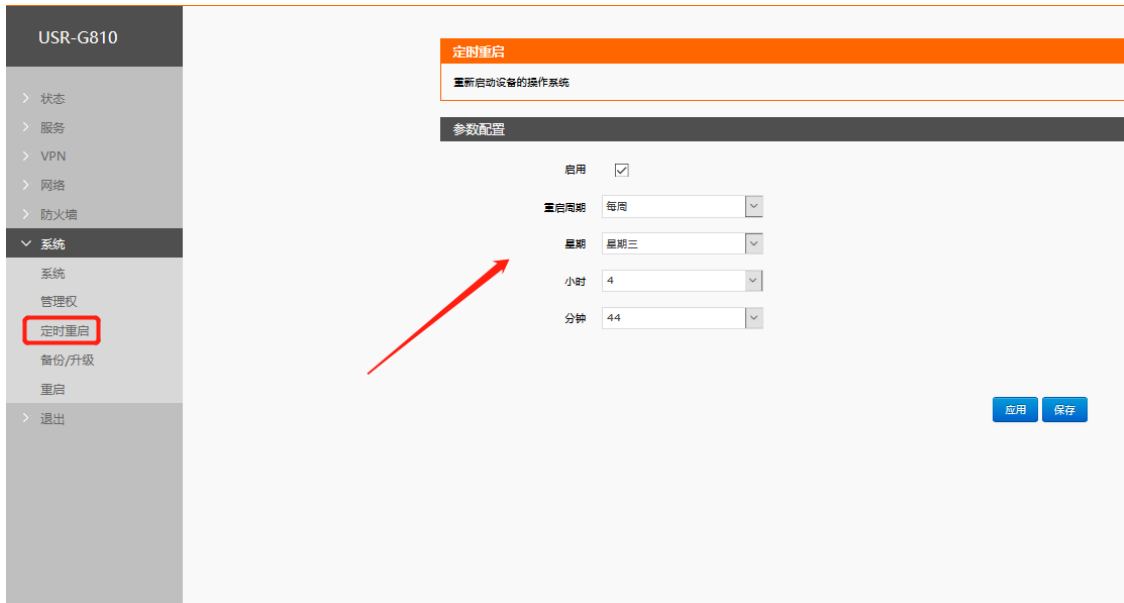 USR-G810
状态
服务
VPN
网络
防火墙
系统
系统
管理权
定时重启
备份/升级
重启
退出
定时重启
重新启动设备的操作系统
参数配置
启用
重启周期 每周
星期 星期三
小时 4
分钟 44
应用 保存